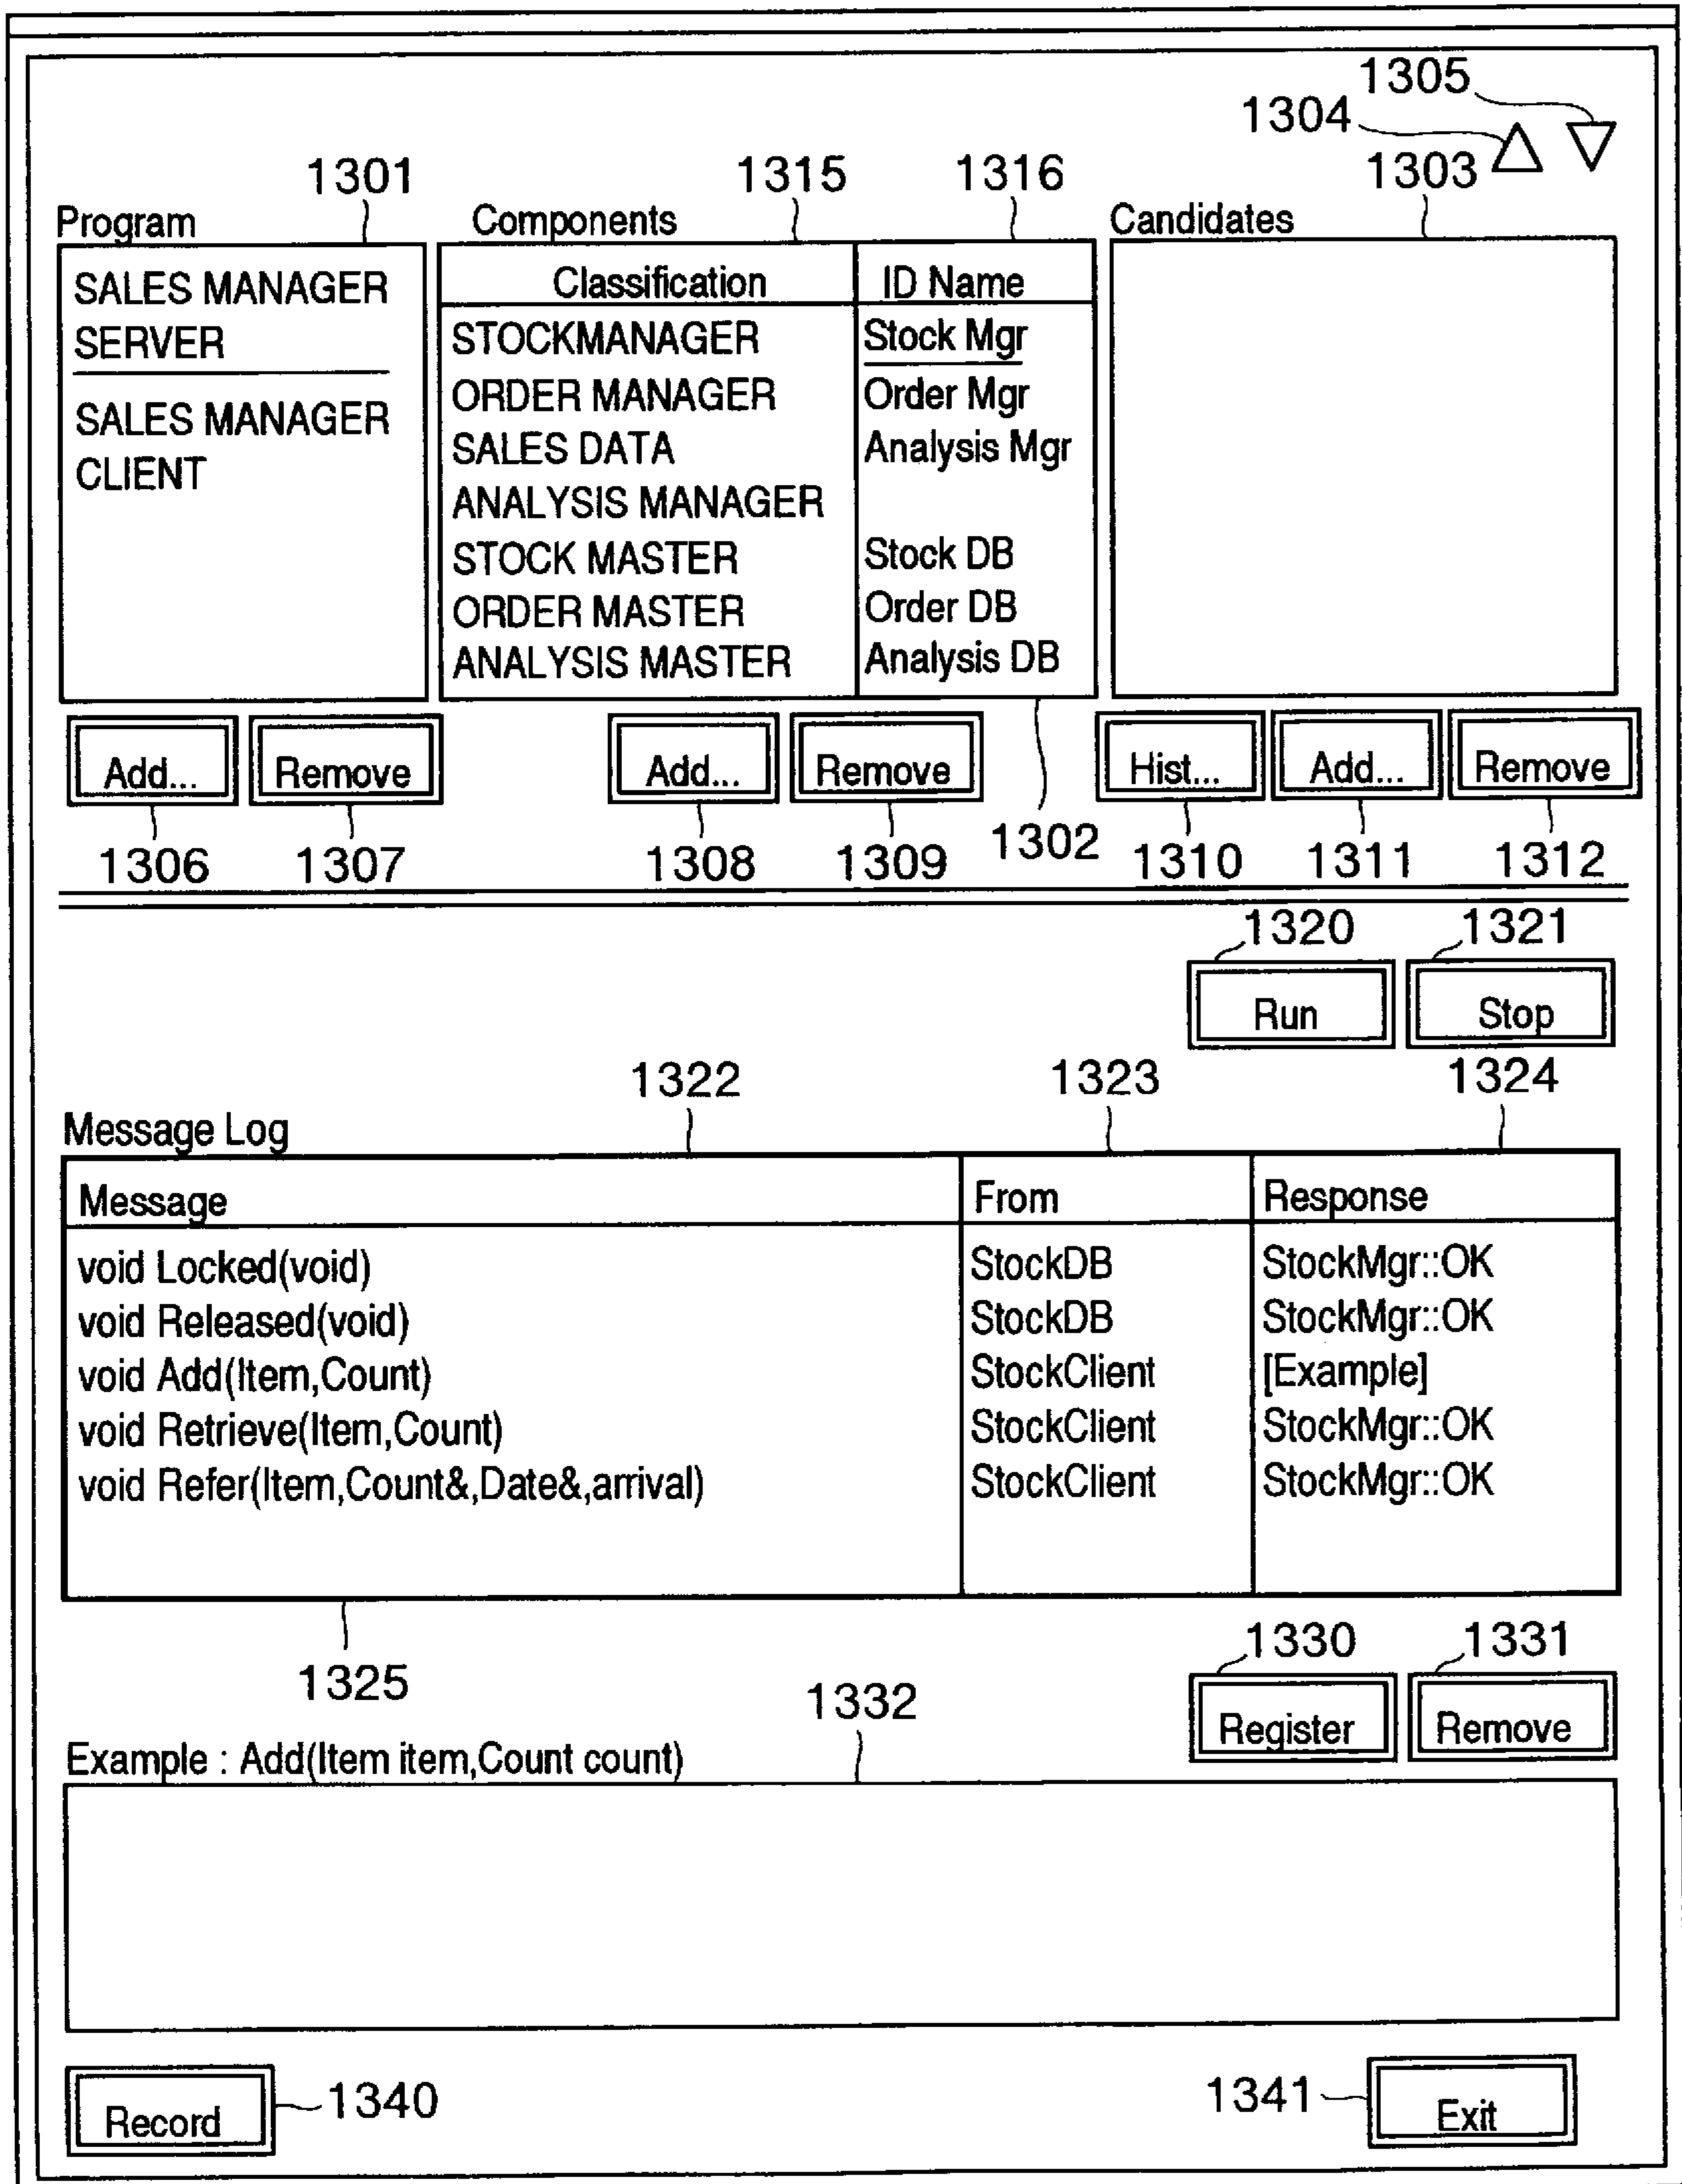 1305
1304
1301 1315 1316 1303
Program Components Candidates
SALES MANAGER
SERVER
SALES MANAGER
CLIENT
Classification ID Name
STOCKMANAGER Stock Mgr
ORDER MANAGER Order Mgr
SALES DATA Analysis Mgr
ANALYSIS MANAGER
STOCK MASTER Stock DB
ORDER MASTER Order DB
ANALYSIS MASTER Analysis DB
Add... Remove Add... Remove Hist... Add... Remove
1306 1307 1308 1309 1302 1310 1311 1312
1320 1321
Run Stop
1322 1323 1324
Message Log
Message From Response
void Locked(void) StockDB StockMgr::OK
void Released(void) StockDB StockMgr::OK
void Add(Item,Count) StockClient [Example]
void Retrieve(Item,Count) StockClient StockMgr::OK
void Refer(Item,Count&,Date&,arrival) StockClient StockMgr::OK
1325 1332 1330 1331
Register Remove
Example : Add(Item item,Count count)
Record 1340 1341 Exit